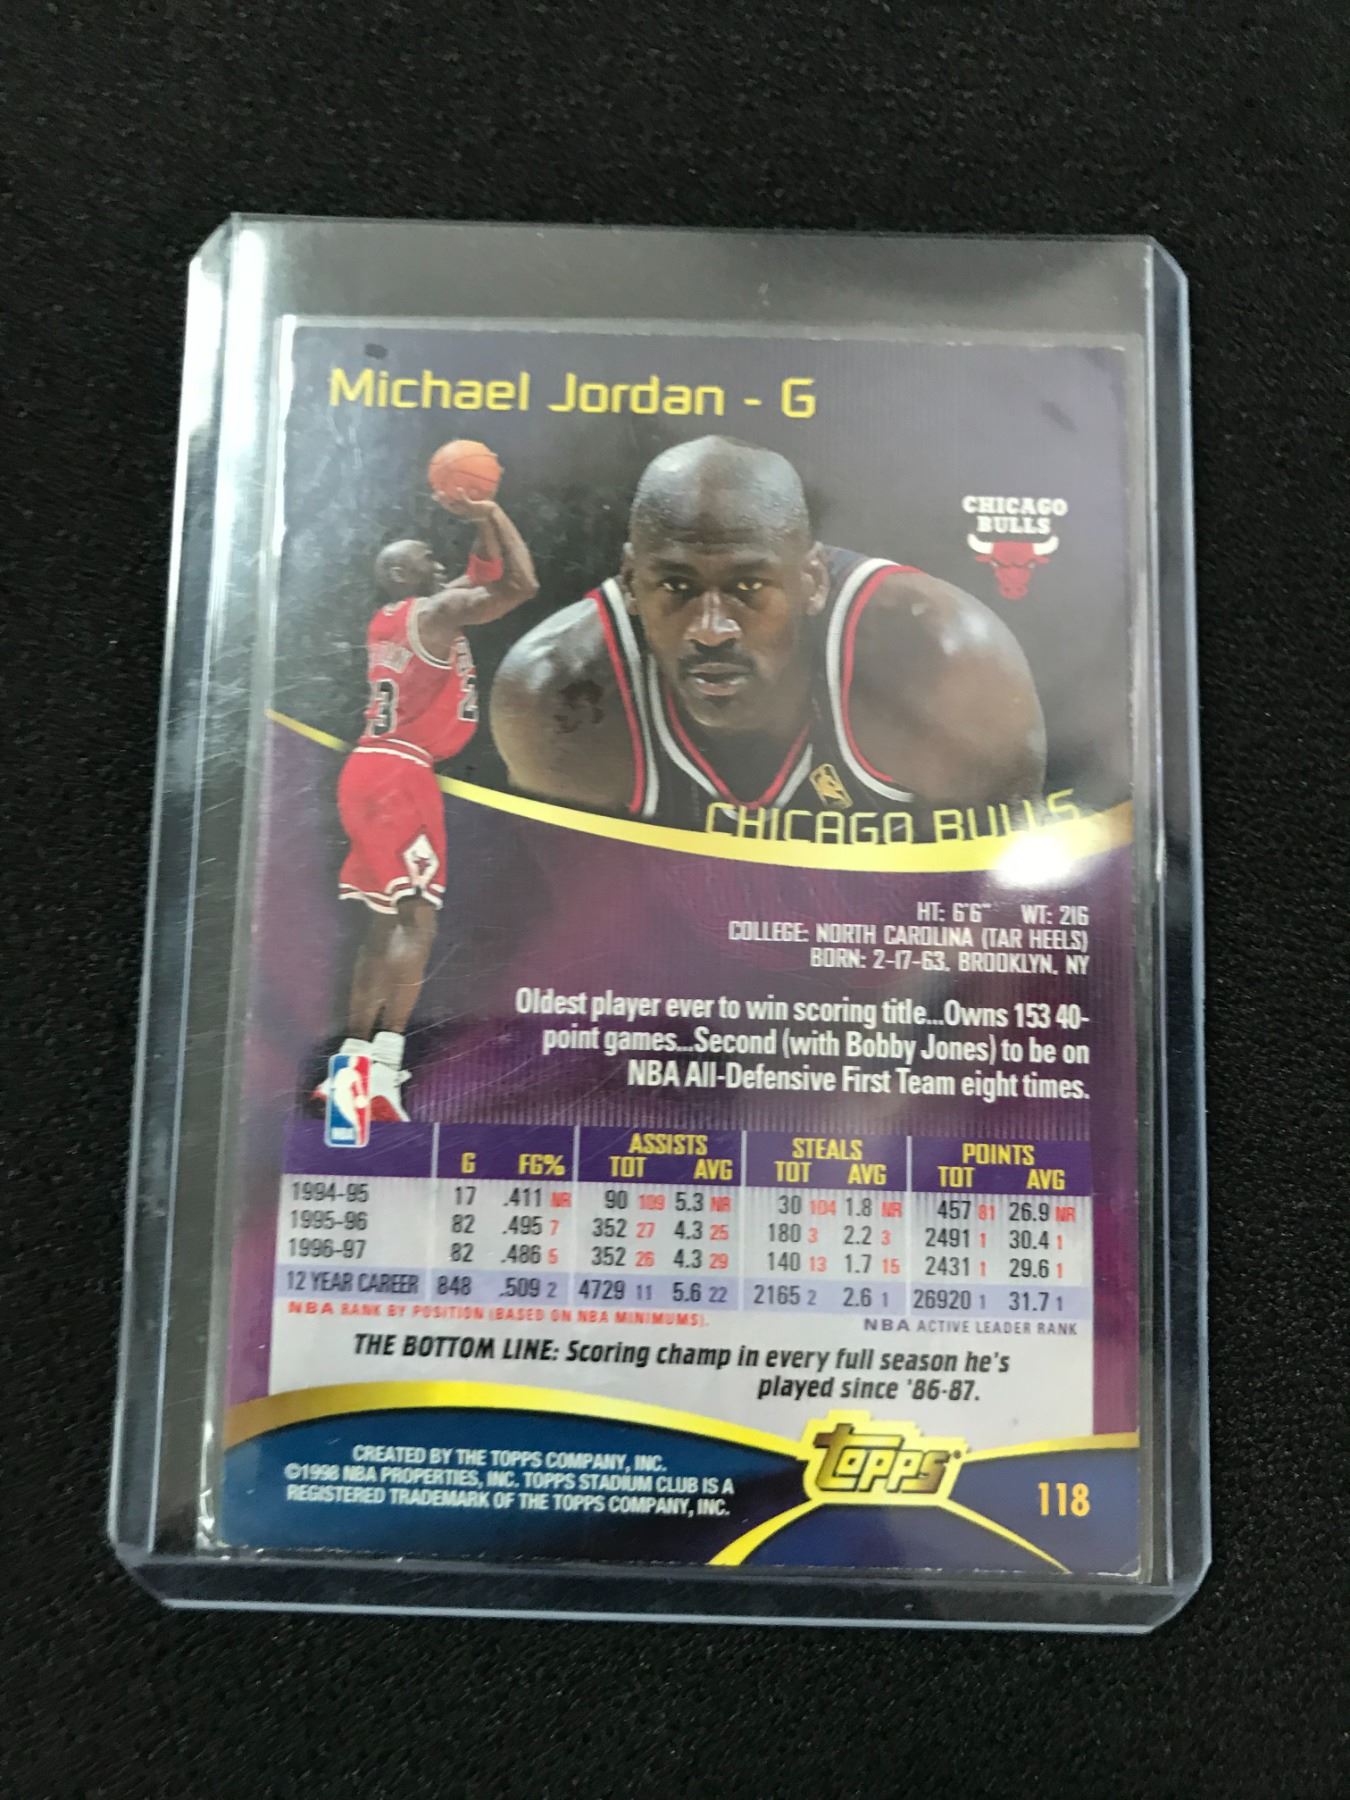 Michael Jordan - G
CHICAGO
BULLS
CHICAGO BULLS
HT: 6'6" WT: 216
COLLEGE: NORTH CAROLINA (TAR HEELS)
BORN: 2-17-63, BROOKLYN, NY
Oldest player ever to win scoring title...Owns 153 40-
point games...Second (with Bobby Jones) to be on
NBA All-Defensive First Team eight times.
NBA
ASSISTS STEALS POINTS
G FG% TOT AVG TOT AVG TOT AVG
1994-95 17 .411 NR 90 109 5.3 NR 30 104 1.8 NR 457 81 26.9 NR
1995-96 82 .495 7 352 27 4.3 25 180 3 2.2 3 2491 1 30.4 1
1996-97 82 .486 5 352 26 4.3 29 140 13 1.7 15 2431 1 29.6 1
12 YEAR CAREER 848 .509 2 4729 11 5.6 22 2165 2 2.6 1 26920 1 31.7 1
NBA RANK BY POSITION (BASED ON NBA MINIMUMS). NBA ACTIVE LEADER RANK
THE BOTTOM LINE: Scoring champ in every full season he's
played since '86-87.
CREATED BY THE TOPPS COMPANY, INC.
©1998 NBA PROPERTIES, INC. TOPPS STADIUM CLUB IS A
REGISTERED TRADEMARK OF THE TOPPS COMPANY, INC.
topps®
118